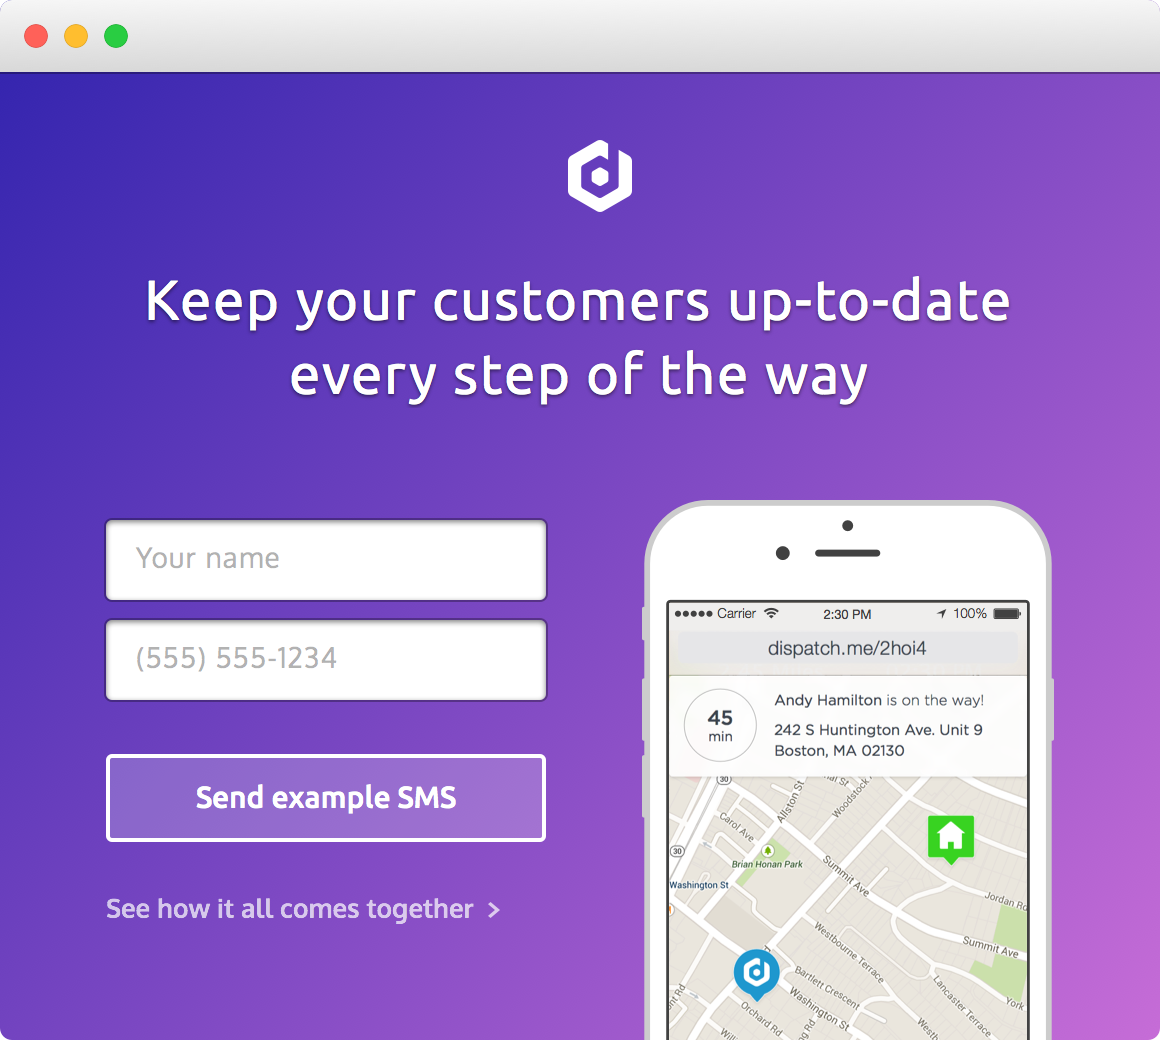 Keep your customers up-to-date
every step of the way
Your name
(555) 555-1234
Send example SMS
See how it all comes together >
Carrier 2:30 PM 100%
dispatch.me/2hoi4
45
min
Andy Hamilton is on the way!
242 S Huntington Ave. Unit 9
Boston, MA 02130
30
Allston St
Woodstock
Carol Ave
30
Brian Honan Park
Summit Ave
Washington St
Jordan Rd
Summit Ave
Westbourne Terrace
Bartlett Crescent
Washington St
Lancaster Terrace
York
Orchard Rd